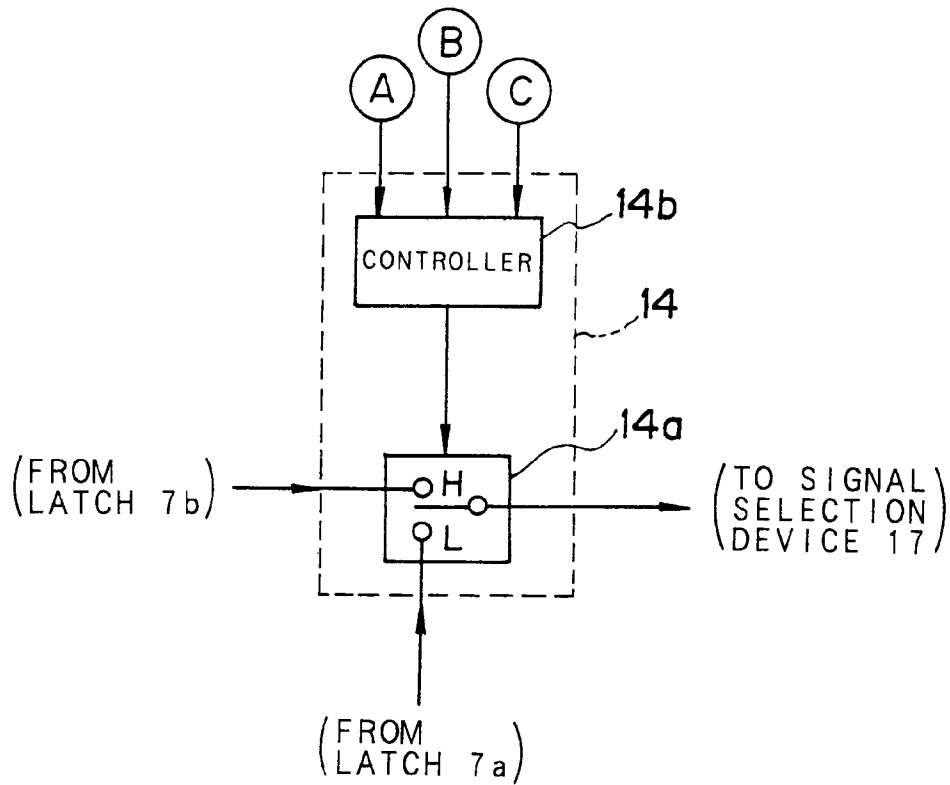 B
A
C
14b
CONTROLLER
14
14a
(FROM
LATCH 7b)
H
L
(TO SIGNAL
SELECTION
DEVICE 17)
(FROM
LATCH 7a)